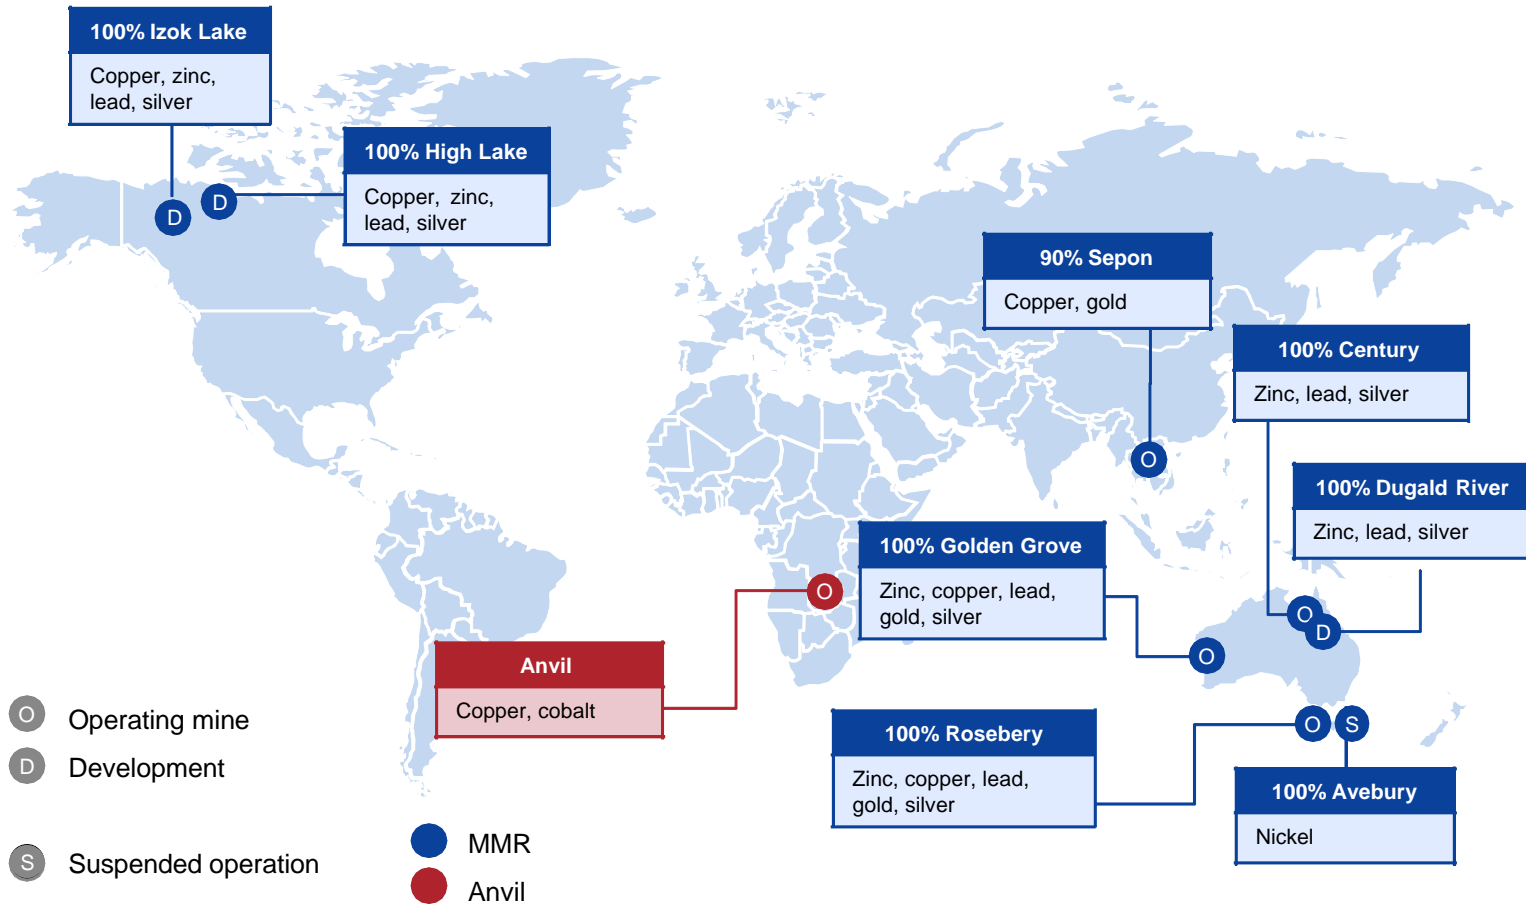 100% Izok Lake
Copper, zinc,
lead, silver
100% High Lake
Copper, zinc,
lead, silver
D
D
90% Sepon
Copper, gold
O
100% Century
Zinc, lead, silver
100% Dugald River
Zinc, lead, silver
100% Golden Grove
Zinc, copper, lead,
gold, silver
O
O
D
O
Anvil
Copper, cobalt
100% Rosebery
Zinc, copper, lead,
gold, silver
O
S
100% Avebury
Nickel
O Operating mine
D Development
S Suspended operation
MMR
Anvil